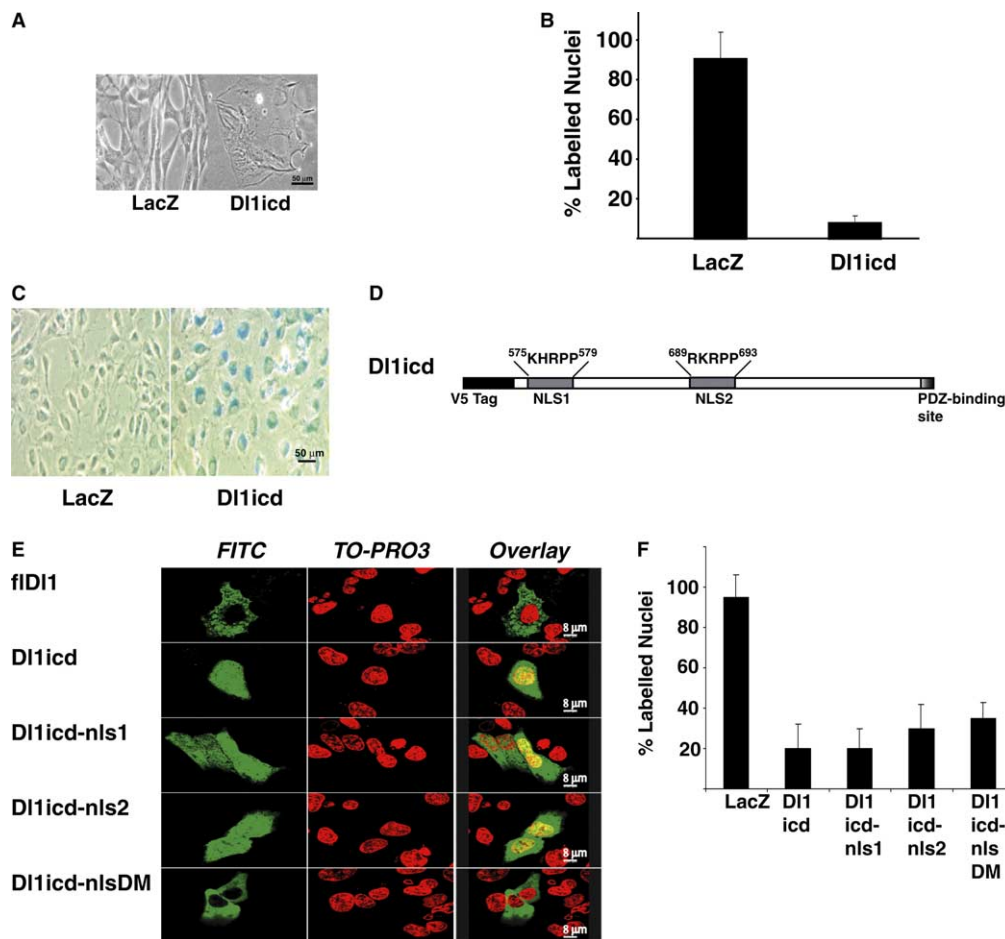 A
50 μm
LacZ Dl1icd
B
% Labelled Nuclei
100
80
60
40
20
LacZ Dl1icd
C
50 μm
LacZ Dl1icd
D
Dl1icd
575KHRPP579 689RKRPP693
V5 Tag NLS1 NLS2 PDZ-binding
site
E
FITC TO-PRO3 Overlay
flDl1
8 μm
Dl1icd
8 μm
Dl1icd-nls1
8 μm
Dl1icd-nls2
8 μm
Dl1icd-nlsDM
8 μm
F
% Labelled Nuclei
100
80
60
40
20
LacZ Dl1 Dl1 Dl1 Dl1
icd icd- icd- icd-
nls1 nls2 nls
DM